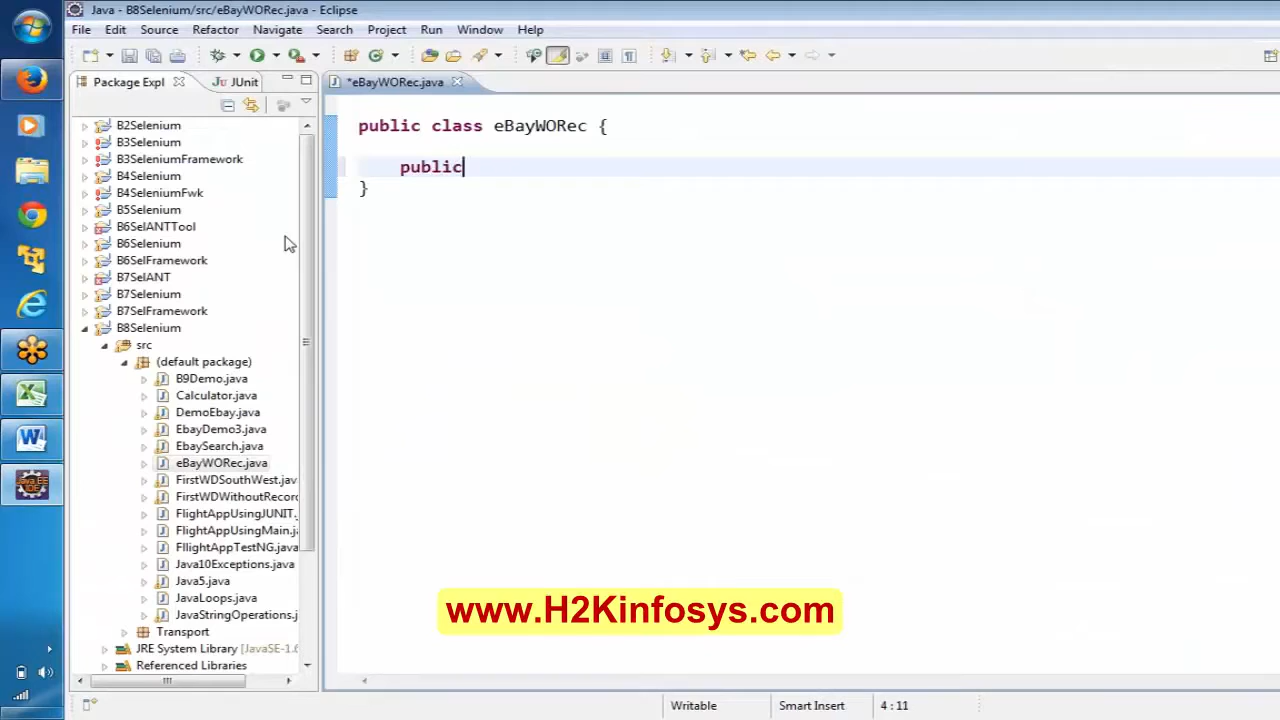 Java - B8Selenium/src/eBayWORec.java - Eclipse
File Edit Source Refactor Navigate Search Project Run Window Help
Package Expl JUnit *eBayWORec.java
B2Selenium
B3Selenium
B3SeleniumFramework
B4Selenium
B4SeleniumFwk
B5Selenium
B6SelANTTool
B6Selenium
B6SelFramework
B7SelANT
B7Selenium
B7SelFramework
B8Selenium
src
(default package)
B9Demo.java
Calculator.java
DemoEbay.java
EbayDemo3.java
EbaySearch.java
eBayWORec.java
FirstWDSouthWest.jav
FirstWDWithoutRecor
FlightAppUsingJUNIT.
FlightAppUsingMain.j
FllightAppTestNG.java
Java10Exceptions.java
Java5.java
JavaLoops.java
JavaStringOperations.j
Transport
JRE System Library [JavaSE-1.6
Referenced Libraries
public class eBayWORec {
public
}
www.H2Kinfosys.com
Writable Smart Insert 4 : 11
Java EE
IDE